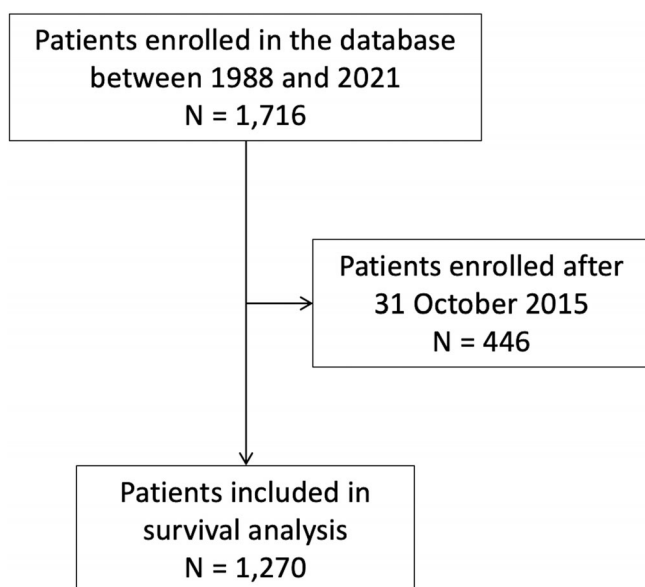 Patients enrolled in the database
between 1988 and 2021
N = 1,716
Patients enrolled after
31 October 2015
N = 446
Patients included in
survival analysis
N = 1,270